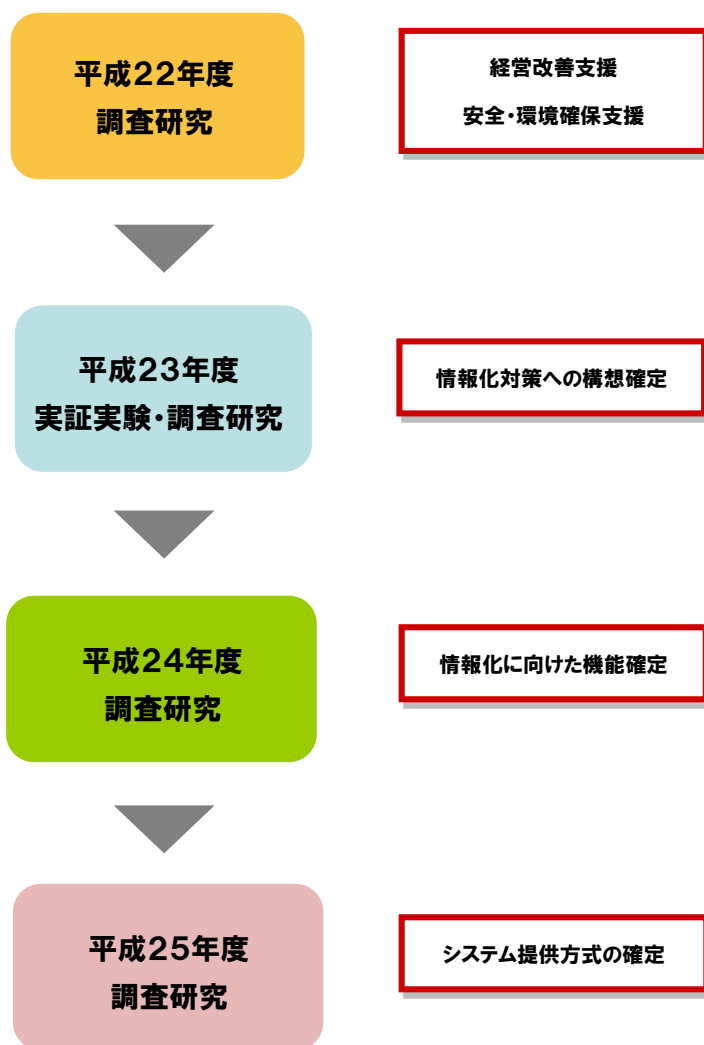 平成22年度
調査研究
経営改善支援
安全・環境確保支援
平成23年度
実証実験・調査研究
情報化対策への構想確定
平成24年度
調査研究
情報化に向けた機能確定
平成25年度
調査研究
システム提供方式の確定